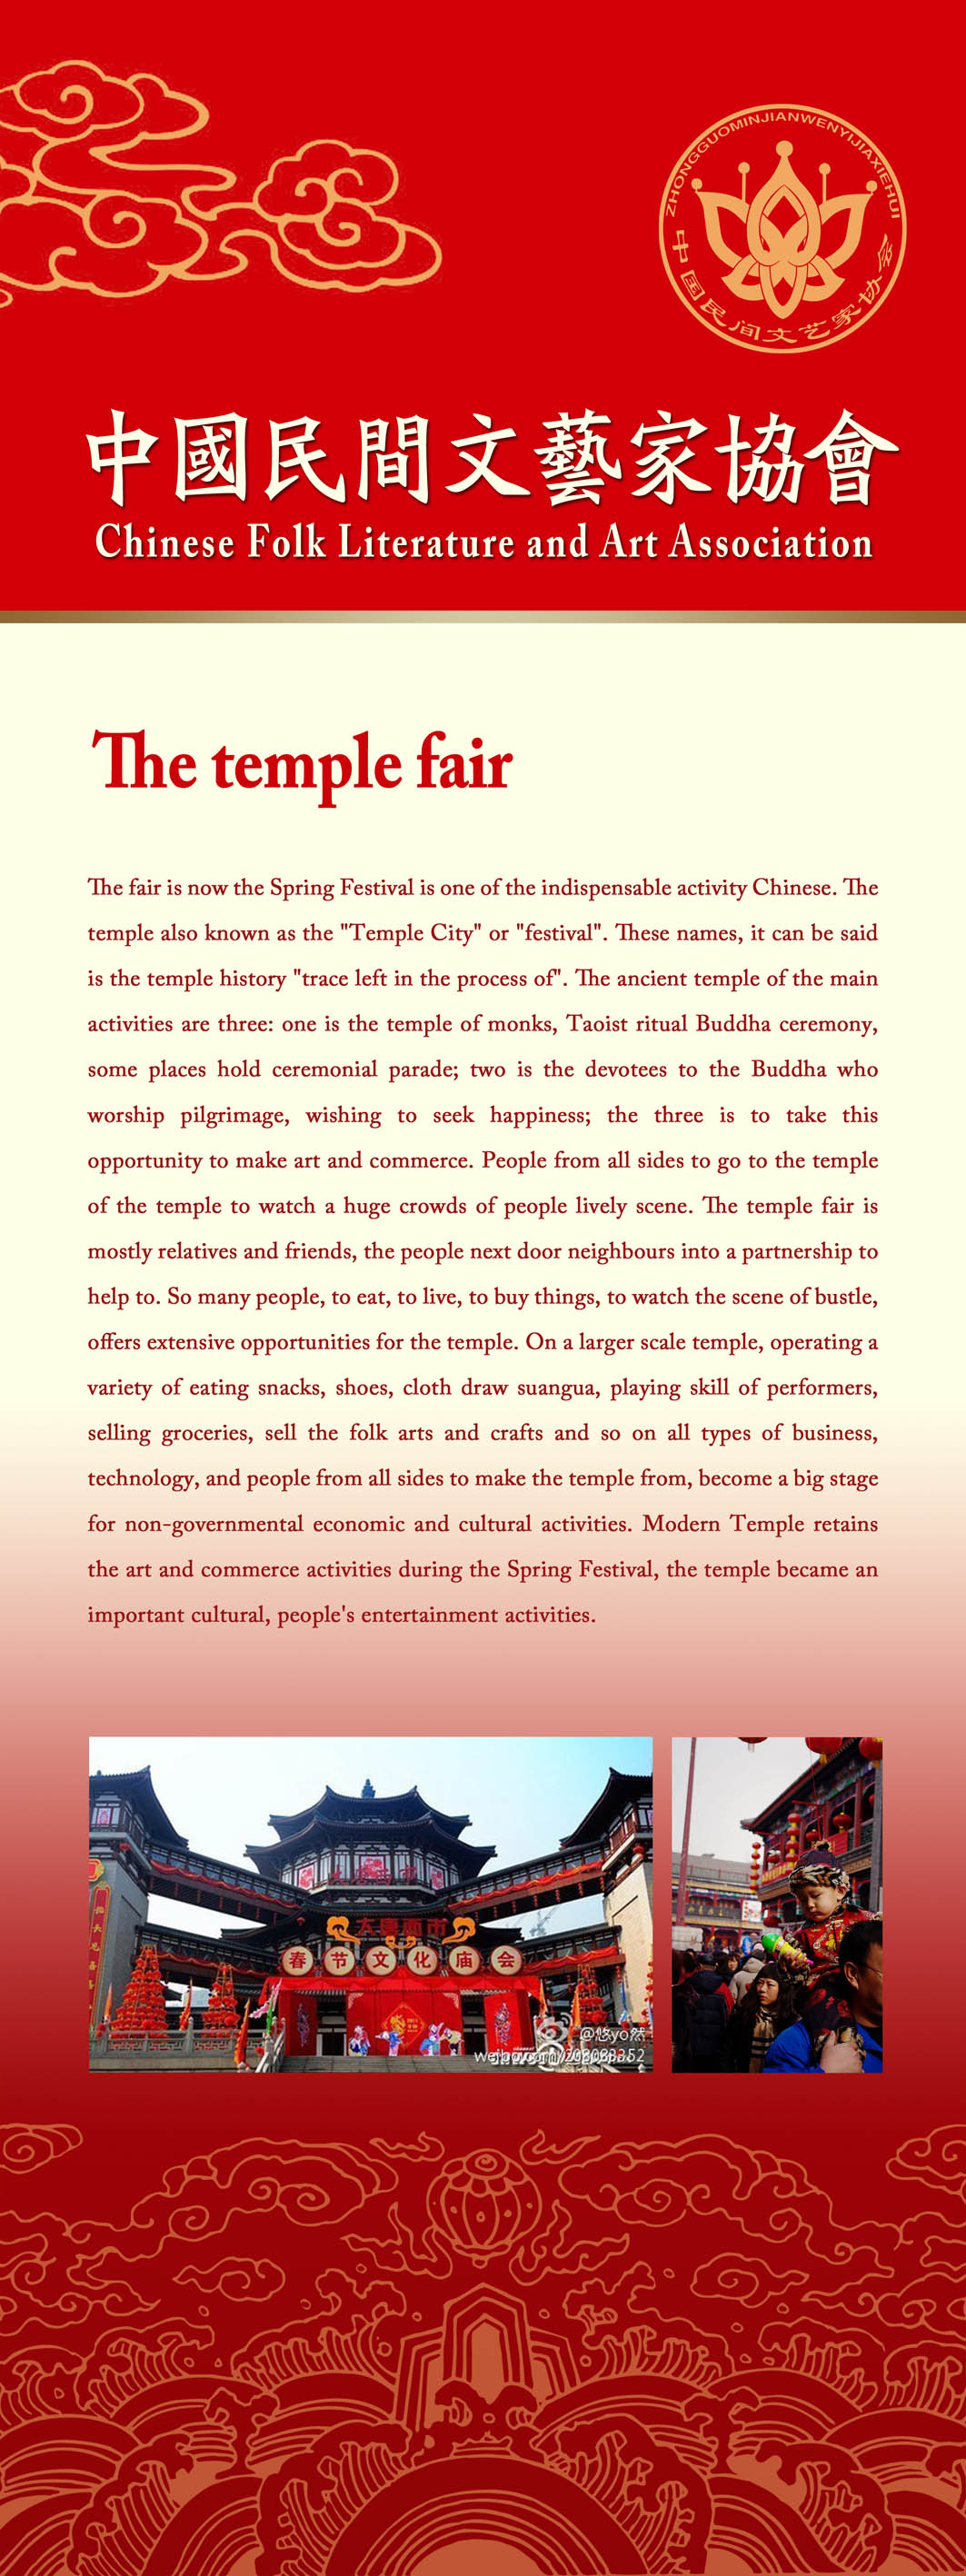 ZHONGGUOMINJIANWENYIJIAXIEHUI
中国民间文艺家协会
中國民間文藝家協會
Chinese Folk Literature and Art Association
The temple fair
The fair is now the Spring Festival is one of the indispensable activity Chinese. The
temple also known as the "Temple City" or "festival". These names, it can be said
is the temple history "trace left in the process of". The ancient temple of the main
activities are three: one is the temple of monks, Taoist ritual Buddha ceremony,
some places hold ceremonial parade; two is the devotees to the Buddha who
worship pilgrimage, wishing to seek happiness; the three is to take this
opportunity to make art and commerce. People from all sides to go to the temple
of the temple to watch a huge crowds of people lively scene. The temple fair is
mostly relatives and friends, the people next door neighbours into a partnership to
help to. So many people, to eat, to live, to buy things, to watch the scene of bustle,
offers extensive opportunities for the temple. On a larger scale temple, operating a
variety of eating snacks, shoes, cloth draw suangua, playing skill of performers,
selling groceries, sell the folk arts and crafts and so on all types of business,
technology, and people from all sides to make the temple from, become a big stage
for non-governmental economic and cultural activities. Modern Temple retains
the art and commerce activities during the Spring Festival, the temple became an
important cultural, people's entertainment activities.
大唐西市
春节文化庙会
@悠yo然